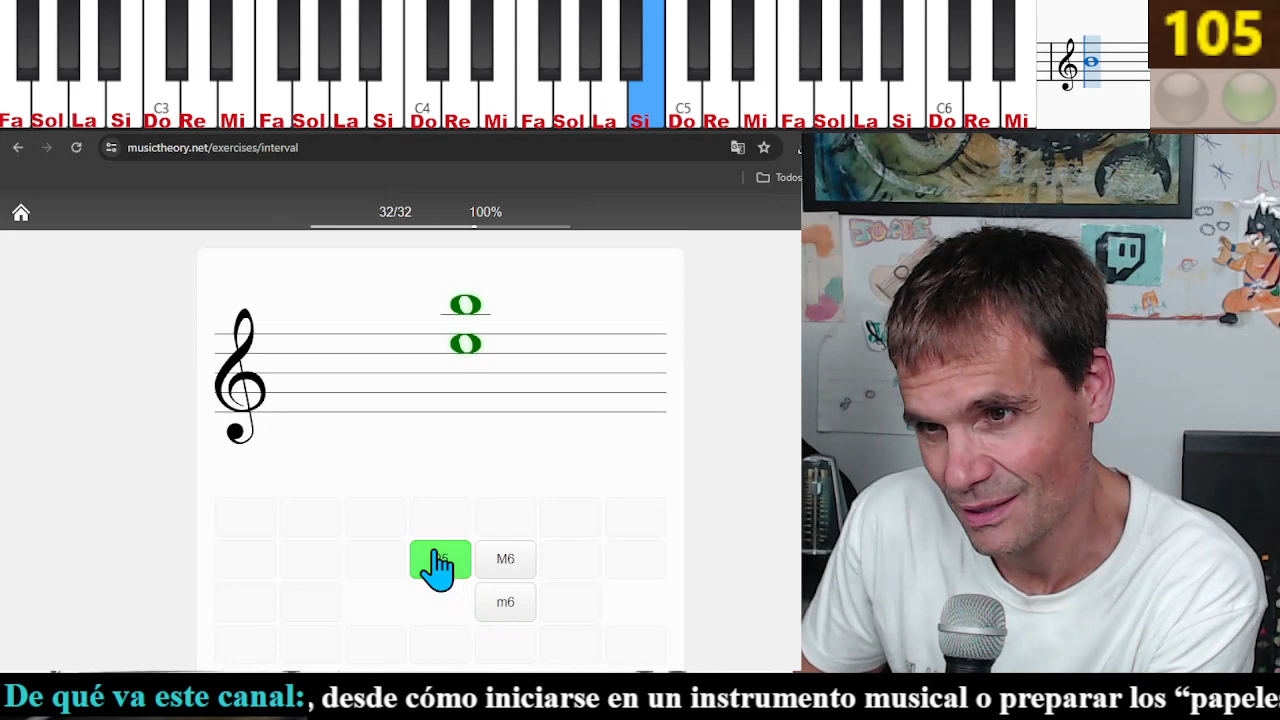 105
C3 C4 C5 C6
Fa Sol La Si Do Re Mi Fa Sol La Si Do Re Mi Fa Sol La Si Do Re Mi Fa Sol La Si Do Re Mi
musictheory.net/exercises/interval
Todos
32/32 100%
M6
m6
De qué va este canal:, desde cómo iniciarse en un instrumento musical o preparar los “papele